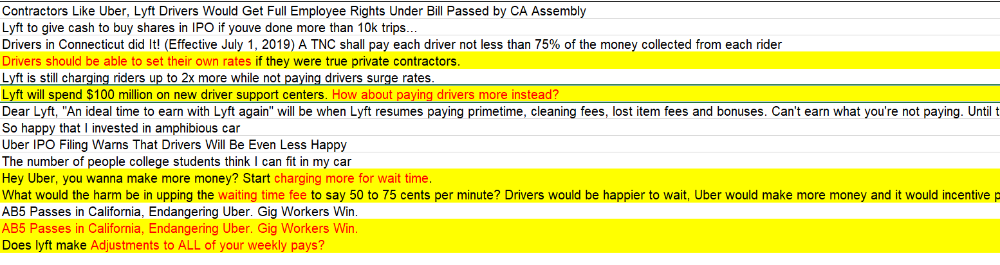 Contractors Like Uber, Lyft Drivers Would Get Full Employee Rights Under Bill Passed by CA Assembly
Lyft to give cash to buy shares in IPO if youve done more than 10k trips...
Drivers in Connecticut did It! (Effective July 1, 2019) A TNC shall pay each driver not less than 75% of the money collected from each rider
Drivers should be able to set their own rates if they were true private contractors.
Lyft is still charging riders up to 2x more while not paying drivers surge rates.
Lyft will spend $100 million on new driver support centers. How about paying drivers more instead?
Dear Lyft, "An ideal time to earn with Lyft again" will be when Lyft resumes paying primetime, cleaning fees, lost item fees and bonuses. Can't earn what you're not paying. Until t
So happy that I invested in amphibious car
Uber IPO Filing Warns That Drivers Will Be Even Less Happy
The number of people college students think I can fit in my car
Hey Uber, you wanna make more money? Start charging more for wait time.
What would the harm be in upping the waiting time fee to say 50 to 75 cents per minute? Drivers would be happier to wait, Uber would make more money and it would incentive p
AB5 Passes in California, Endangering Uber. Gig Workers Win.
AB5 Passes in California, Endangering Uber. Gig Workers Win.
Does lyft make Adjustments to ALL of your weekly pays?